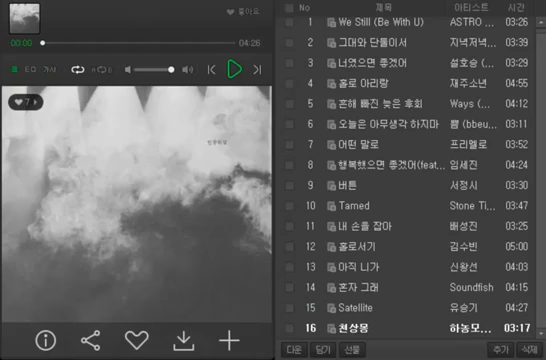 좋아요
00:00
04:26
EQ 가사
7
No 제목 아티스트 시간
1 We Still (Be With U) ASTRO ... 03:26
2 그대와 단둘이서 지녁저녁... 03:39
3 너였으면 좋겠어 설호승 (... 03:29
4 홀로 아리랑 재주소년 04:55
5 흔해 빠진 늦은 후회 Ways (... 04:12
6 오늘은 아무생각 하지마 쁨 (bbeu... 03:11
7 어떤 말로 프리멜로 03:52
8 행복했으면 좋겠어(feat... 임세진 04:24
9 버튼 서정시 03:30
10 Tamed Stone Ti... 03:47
11 내 손을 잡아 배성진 03:25
12 홀로서기 김수빈 05:00
13 아직 니가 신왕선 04:03
14 혼자 그래 Soundfish 04:15
15 Satellite 유승기 04:27
16 천상몽 하농모... 03:17
다운 담기 선물 추가 삭제